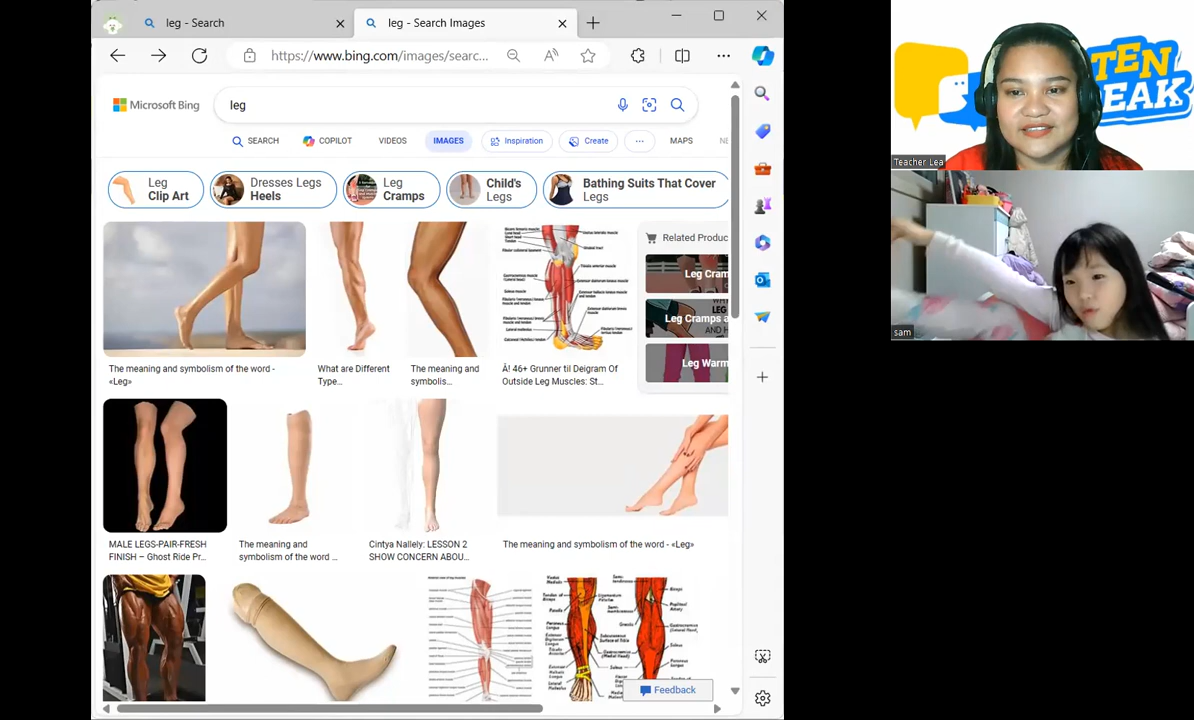 leg - Search
leg - Search Images
https://www.bing.com/images/searc...
Microsoft Bing
leg
SEARCH
COPILOT
VIDEOS
IMAGES
Inspiration
Create
...
MAPS
NE
Leg
Clip Art
Dresses Legs
Heels
Leg
Cramps
Child's
Legs
Bathing Suits That Cover
Legs
Related Produc
Leg Cram
Leg Cramps a
Leg Warm
The meaning and symbolism of the word -
«Leg»
What are Different
Type...
The meaning and
symbolis...
Â! 46+ Grunner til Deigram Of
Outside Leg Muscles: St...
MALE LEGS-PAIR-FRESH
FINISH – Ghost Ride Pr...
The meaning and
symbolism of the word ...
Cintya Nallely: LESSON 2
SHOW CONCERN ABOU...
The meaning and symbolism of the word - «Leg»
Feedback
TEN
EAK
Teacher Lea
sam